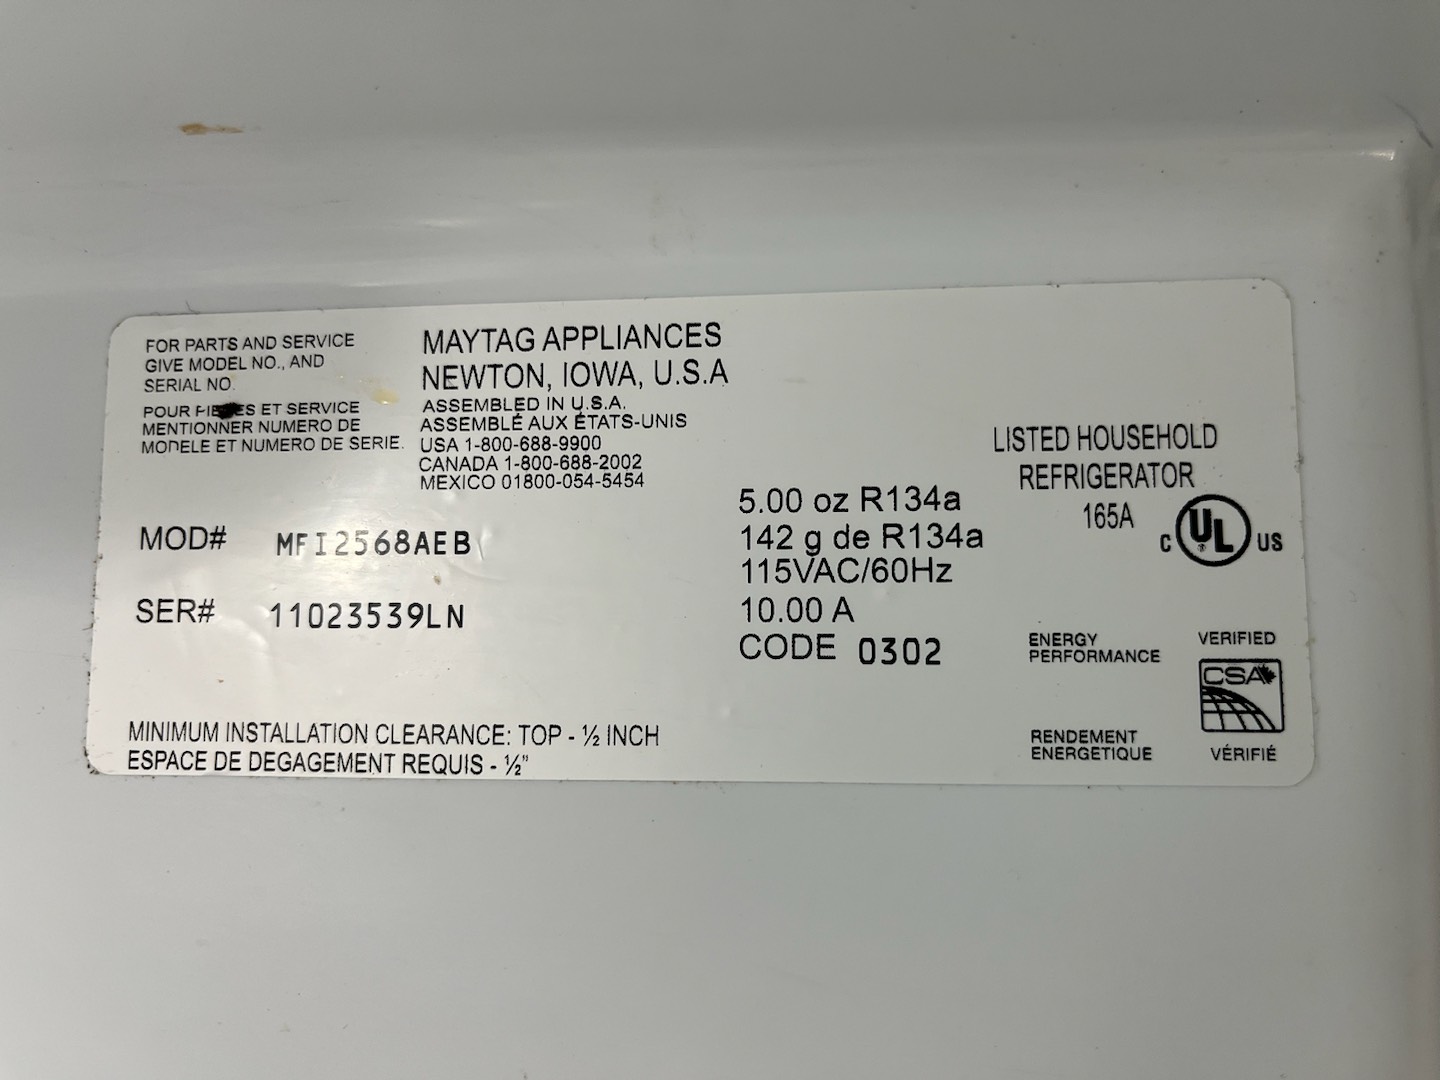 FOR PARTS AND SERVICE
GIVE MODEL NO., AND
SERIAL NO.
POUR PIECES ET SERVICE
MENTIONNER NUMERO DE
MODELE ET NUMERO DE SERIE.
MAYTAG APPLIANCES
NEWTON, IOWA, U.S.A
ASSEMBLED IN U.S.A.
ASSEMBLÉ AUX ÉTATS-UNIS
USA 1-800-688-9900
CANADA 1-800-688-2002
MEXICO 01800-054-5454
MOD# MFI2568AEB
SER# 11023539LN
5.00 oz R134a
142 g de R134a
115VAC/60Hz
10.00 A
CODE 0302
LISTED HOUSEHOLD
REFRIGERATOR
165A
C UL ® US
ENERGY
PERFORMANCE
VERIFIED
CSA
RENDEMENT
ENERGETIQUE
VÉRIFIÉ
MINIMUM INSTALLATION CLEARANCE: TOP - ½ INCH
ESPACE DE DEGAGEMENT REQUIS - ½"